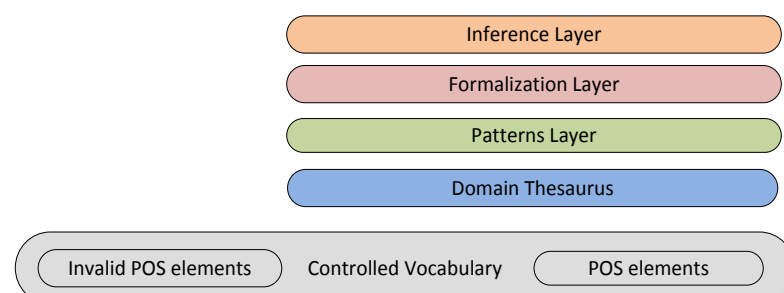 Inference Layer
Formalization Layer
Patterns Layer
Domain Thesaurus
Invalid POS elements Controlled Vocabulary POS elements